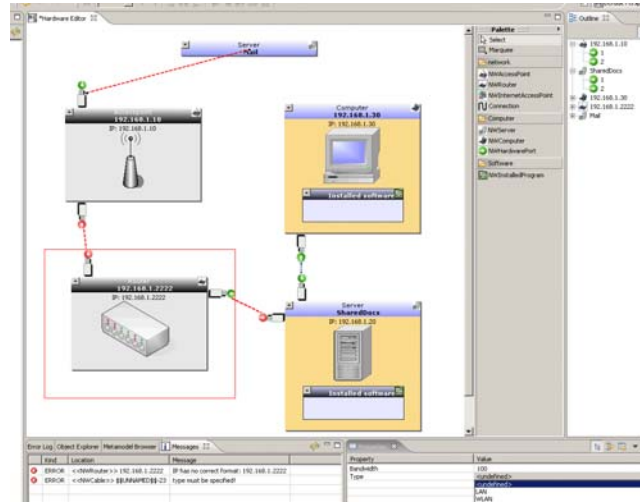 *Hardware Editor
Server
Mail
192.168.1.10
IP: 192.168.1.10
Computer
192.168.1.30
IP: 192.168.1.30
Installed software
Router
192.168.1.2222
IP: 192.168.1.2222
Server
SharedDocs
IP: 192.168.1.20
Installed software
Palette
Select
Marquee
network
NWAccessPoint
NWRouter
NWInternetAccessPoint
Connection
Computer
NWServer
NWComputer
NWHardwarePort
Software
NWInstalledProgram
Outline
192.168.1.10
1
2
SharedDocs
1
2
192.168.1.30
192.168.1.2222
Mail
Error Log
Object Explorer
Metamodel Browser
Messages
Kind
Location
Message
ERROR
<<NWRouter>> 192.168.1.2222
IP has no correct format: 192.168.1.2222
ERROR
type must be specified!
Property
Value
Bandwidth
100
Type
<undefined>
<undefined>
LAN
WLAN